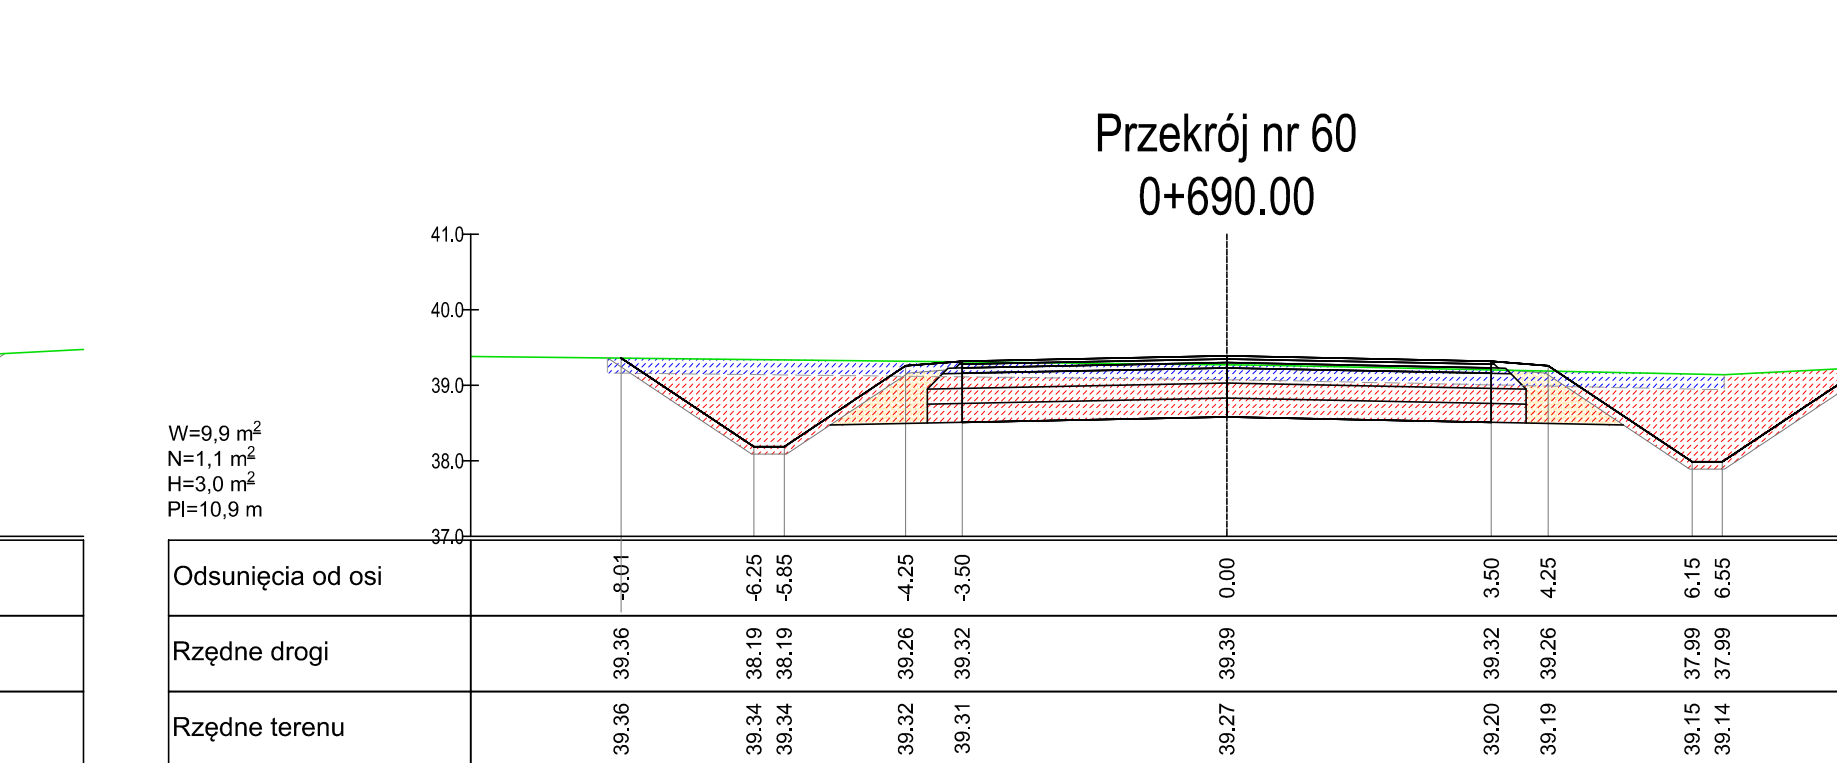 Przekrój nr 60
0+690.00
41.0
40.0
39.0
38.0
37.0
W=9,9 m²
N=1,1 m²
H=3,0 m²
Pl=10,9 m
Odsunięcia od osi -8.01 -6.25 -5.85 -4.25 -3.50 0.00 3.50 4.25 6.15 6.55
Rzędne drogi 39.36 38.19 38.19 39.26 39.32 39.39 39.32 39.26 37.99 37.99
Rzędne terenu 39.36 39.34 39.34 39.32 39.31 39.27 39.20 39.19 39.15 39.14